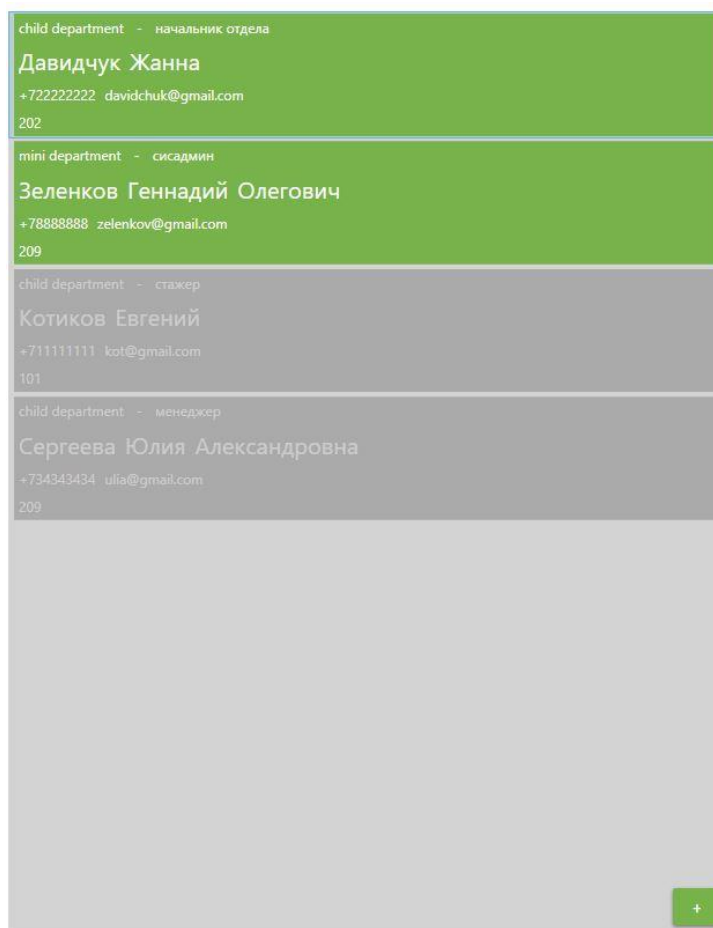 child department - начальник отдела
Давидчук Жанна
+722222222 davidchuk@gmail.com
202
mini department - сисадмин
Зеленков Геннадий Олегович
+78888888 zelenkov@gmail.com
209
child department - стажер
Котиков Евгений
+711111111 kot@gmail.com
101
child department - менеджер
Сергеева Юлия Александровна
+734343434 ulia@gmail.com
209
+